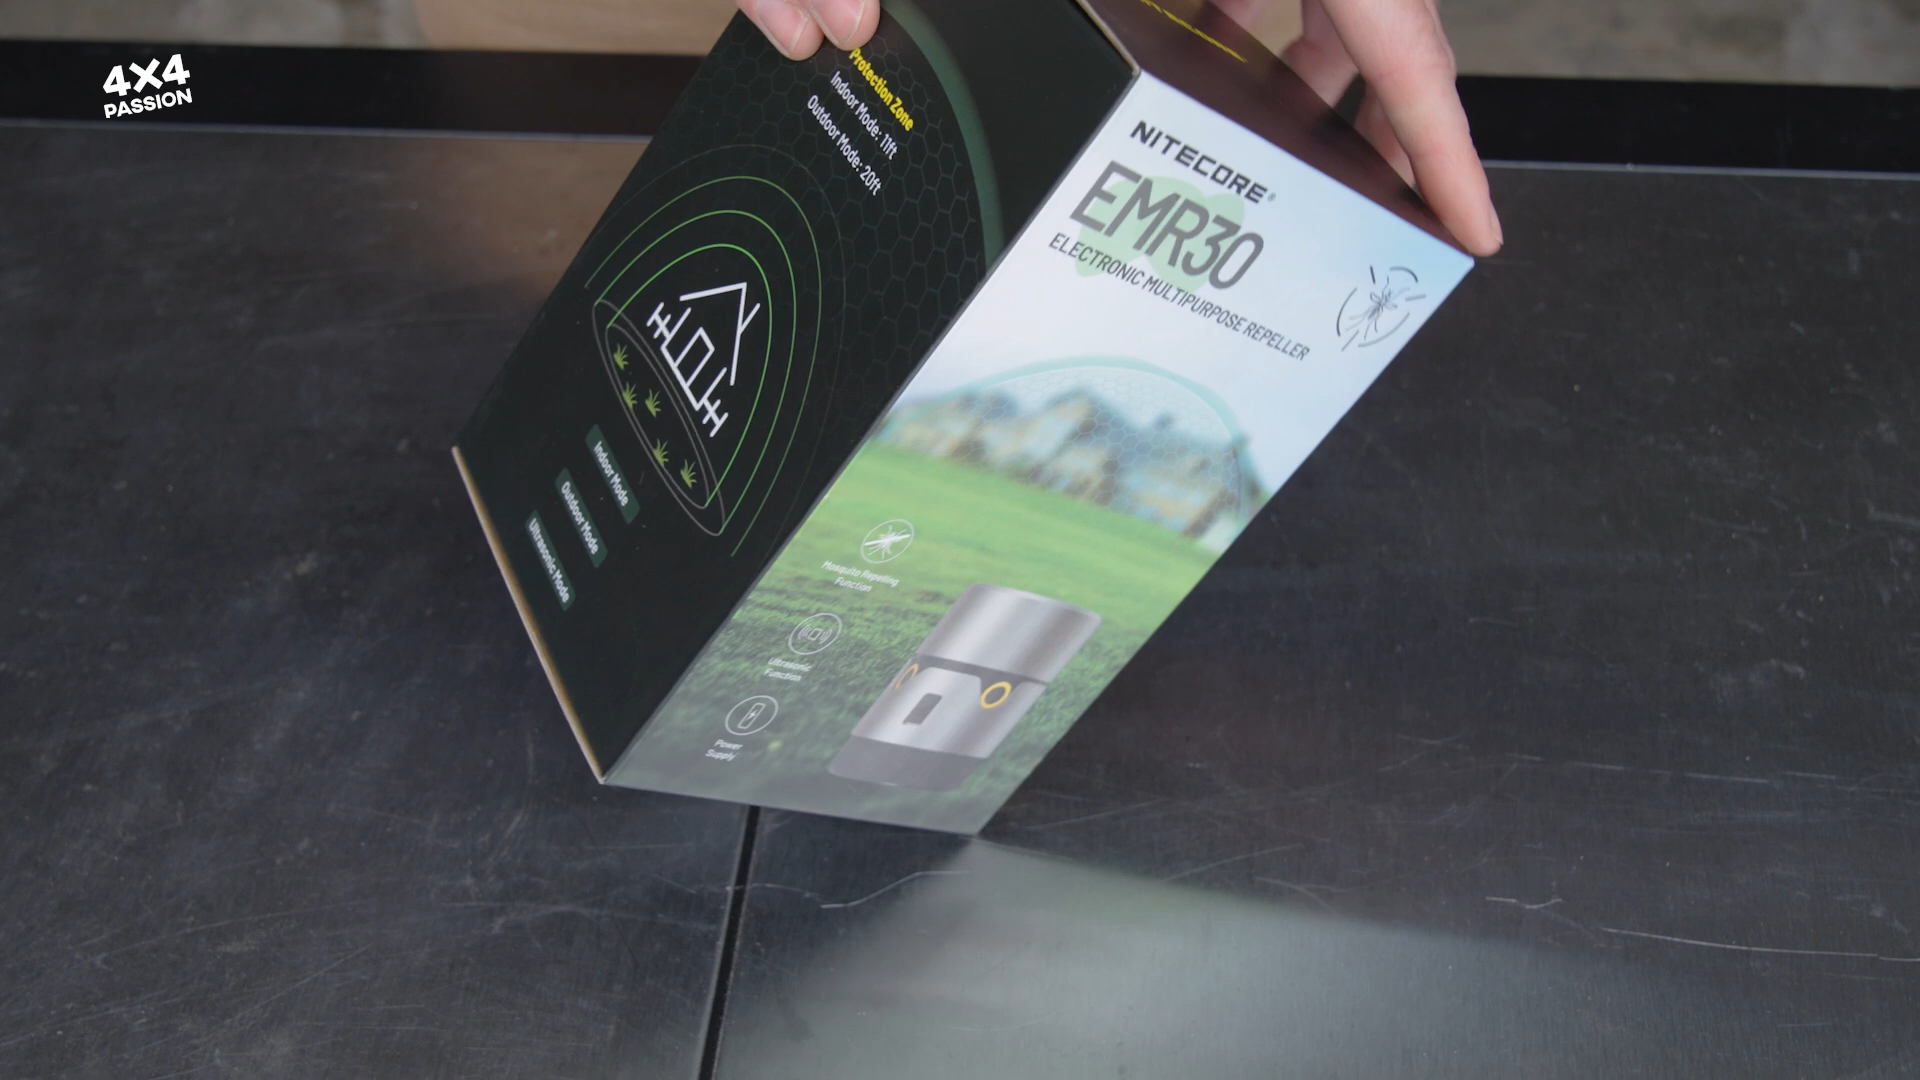 4X4
PASSION
Protection Zone
Indoor Mode: 11ft
Outdoor Mode: 20ft
Indoor Mode
Outdoor Mode
Ultrasonic Mode
NITECORE®
EMR30
ELECTRONIC MULTIPURPOSE REPELLER
Mosquito Repelling
Function
Ultrasonic
Function
Power
Supply